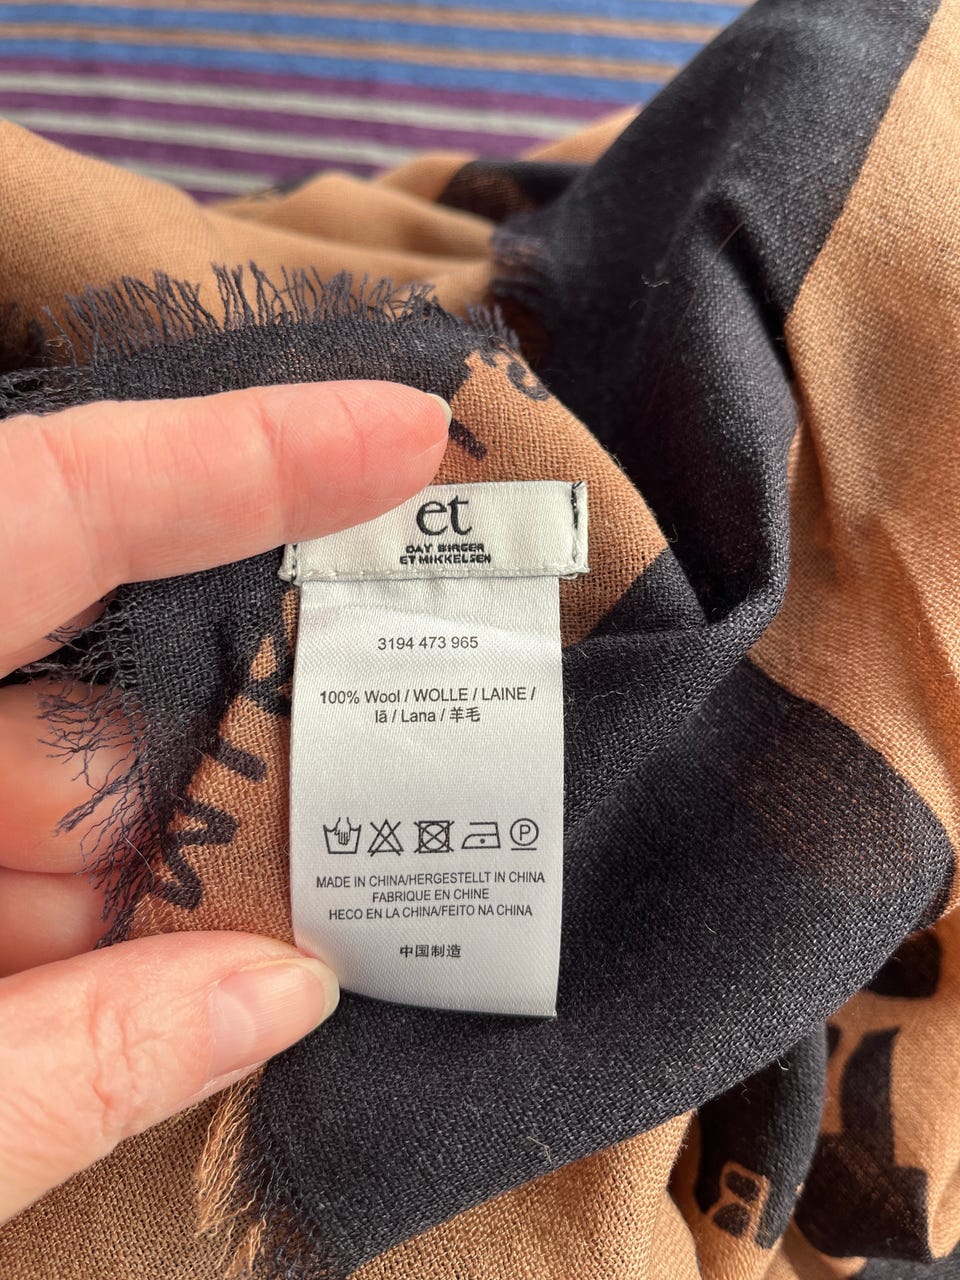 et
DAY BIRGER
ET MIKKELSEN
3194 473 965
100% Wool / WOLLE / LAINE /
lã / Lana / 羊毛
P
MADE IN CHINA/HERGESTELLT IN CHINA
FABRIQUE EN CHINE
HECO EN LA CHINA/FEITO NA CHINA
中国制造